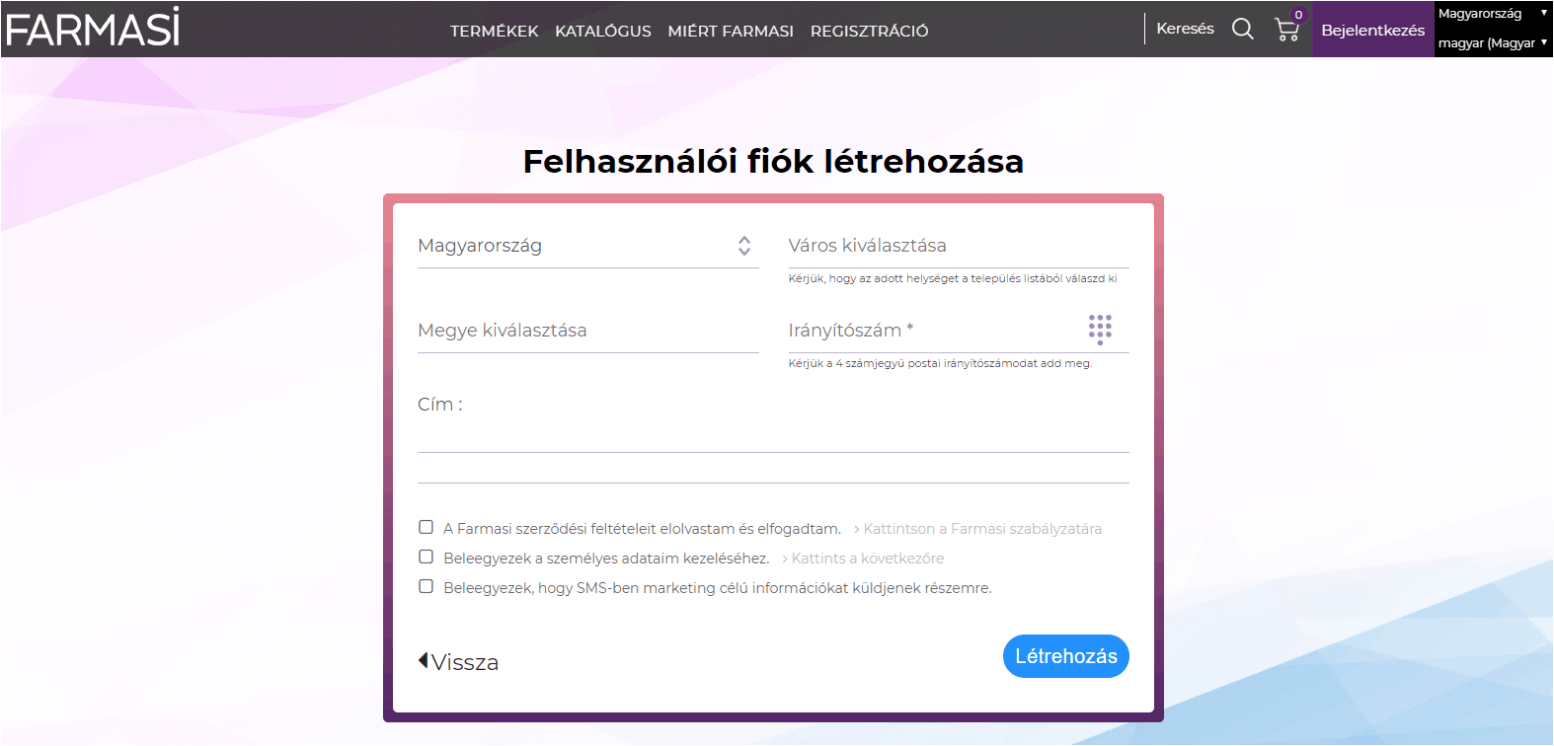 FARMASİ
TERMÉKEK KATALÓGUS MIÉRT FARMASI REGISZTRÁCIÓ
Keresés
0
Bejelentkezés
Magyarország
magyar (Magyar
Felhasználói fiók létrehozása
Magyarország
Város kiválasztása
Kérjük, hogy az adott helységet a település listából válaszd ki
Megye kiválasztása
Irányítószám *
Kérjük a 4 számjegyű postai irányítószámodat add meg.
Cím :
A Farmasi szerződési feltételeit elolvastam és elfogadtam. > Kattintson a Farmasi szabályzatára
Beleegyezek a személyes adataim kezeléséhez. > Kattints a következőre
Beleegyezek, hogy SMS-ben marketing célú információkat küldjenek részemre.
Vissza
Létrehozás